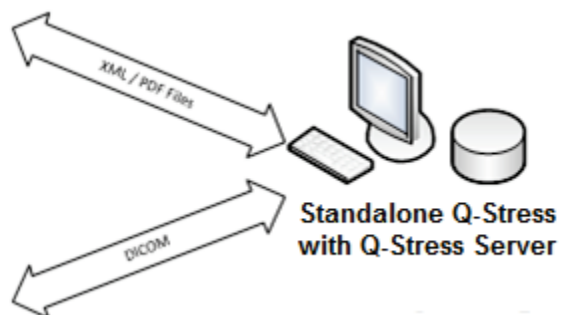 XML / PDF Files
Standalone Q-Stress
with Q-Stress Server
DICOM